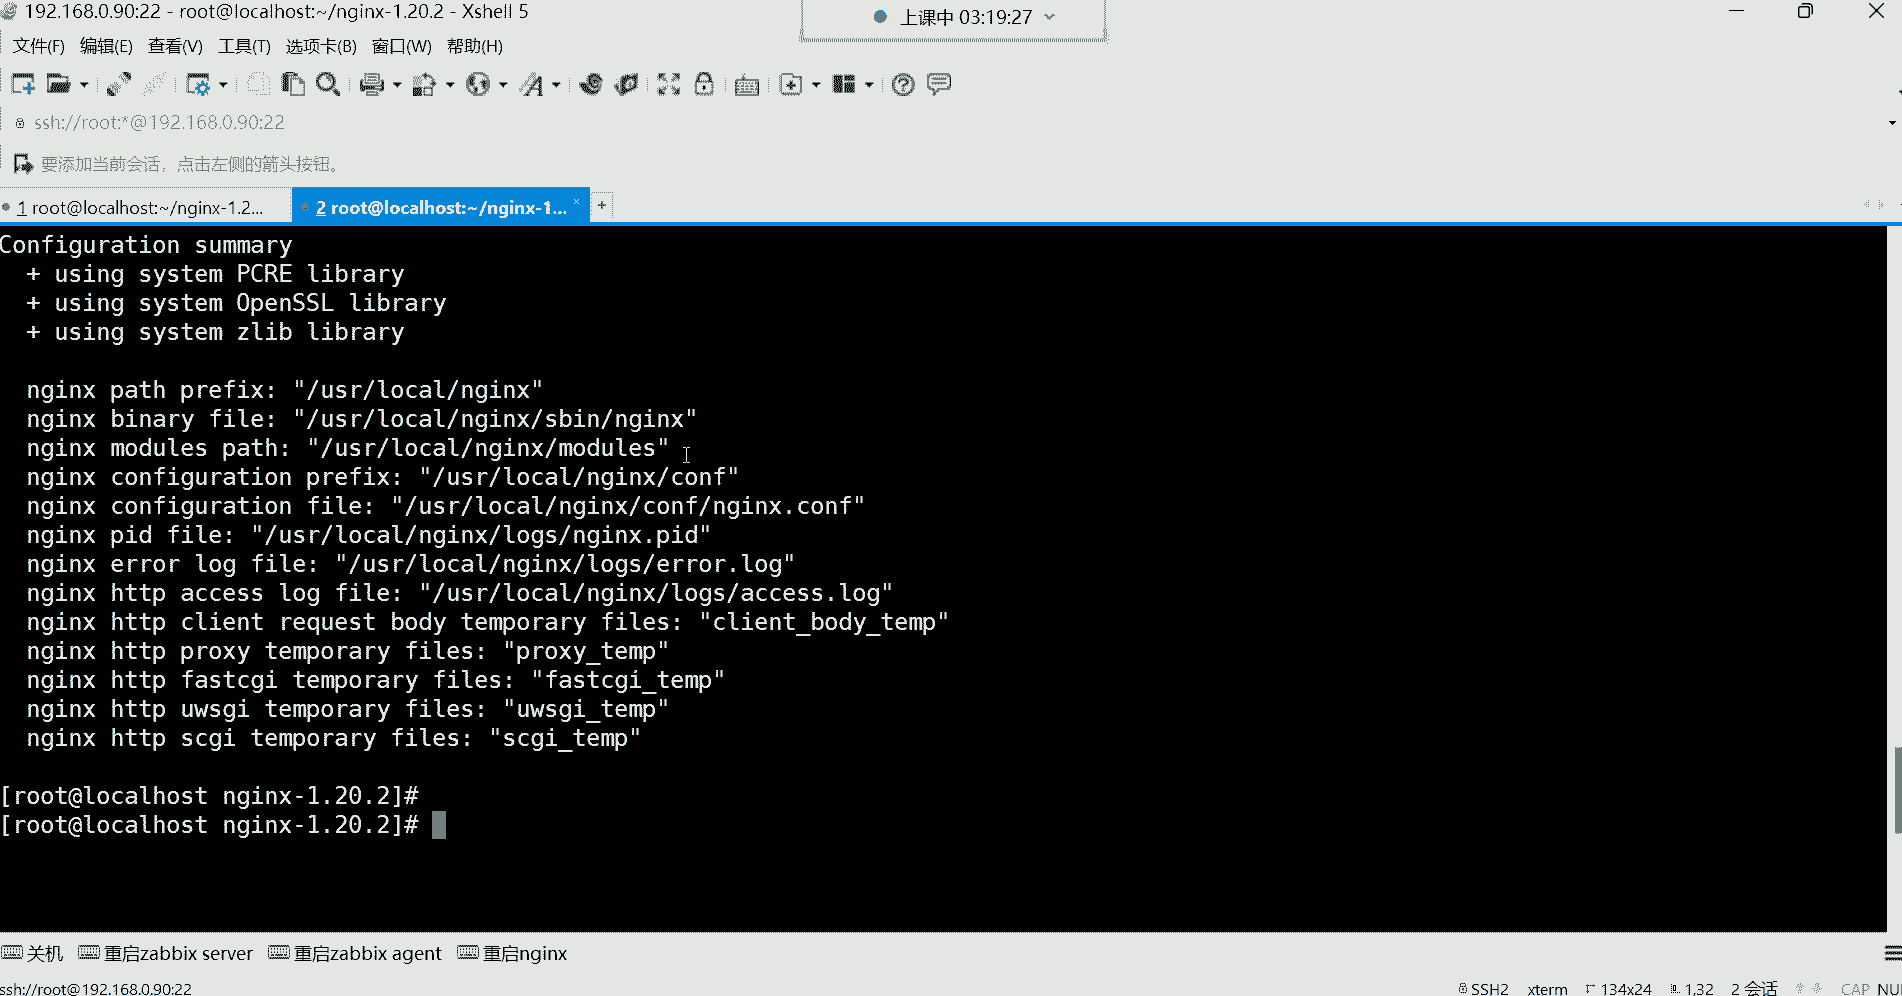 192.168.0.90:22 - root@localhost:~/nginx-1.20.2 - Xshell 5
上课中 03:19:27
文件(F) 编辑(E) 查看(V) 工具(T) 选项卡(B) 窗口(W) 帮助(H)
ssh://root:*@192.168.0.90:22
要添加当前会话，点击左侧的箭头按钮。
1 root@localhost:~/nginx-1.2...
2 root@localhost:~/nginx-1... × +
Configuration summary
+ using system PCRE library
+ using system OpenSSL library
+ using system zlib library
nginx path prefix: "/usr/local/nginx"
nginx binary file: "/usr/local/nginx/sbin/nginx"
nginx modules path: "/usr/local/nginx/modules"
nginx configuration prefix: "/usr/local/nginx/conf"
nginx configuration file: "/usr/local/nginx/conf/nginx.conf"
nginx pid file: "/usr/local/nginx/logs/nginx.pid"
nginx error log file: "/usr/local/nginx/logs/error.log"
nginx http access log file: "/usr/local/nginx/logs/access.log"
nginx http client request body temporary files: "client_body_temp"
nginx http proxy temporary files: "proxy_temp"
nginx http fastcgi temporary files: "fastcgi_temp"
nginx http uwsgi temporary files: "uwsgi_temp"
nginx http scgi temporary files: "scgi_temp"
[root@localhost nginx-1.20.2]#
[root@localhost nginx-1.20.2]#
关机 重启zabbix server 重启zabbix agent 重启nginx
ssh://root@192.168.0.90:22 SSH2 xterm 134x24 1,32 2 会话 CAP NU